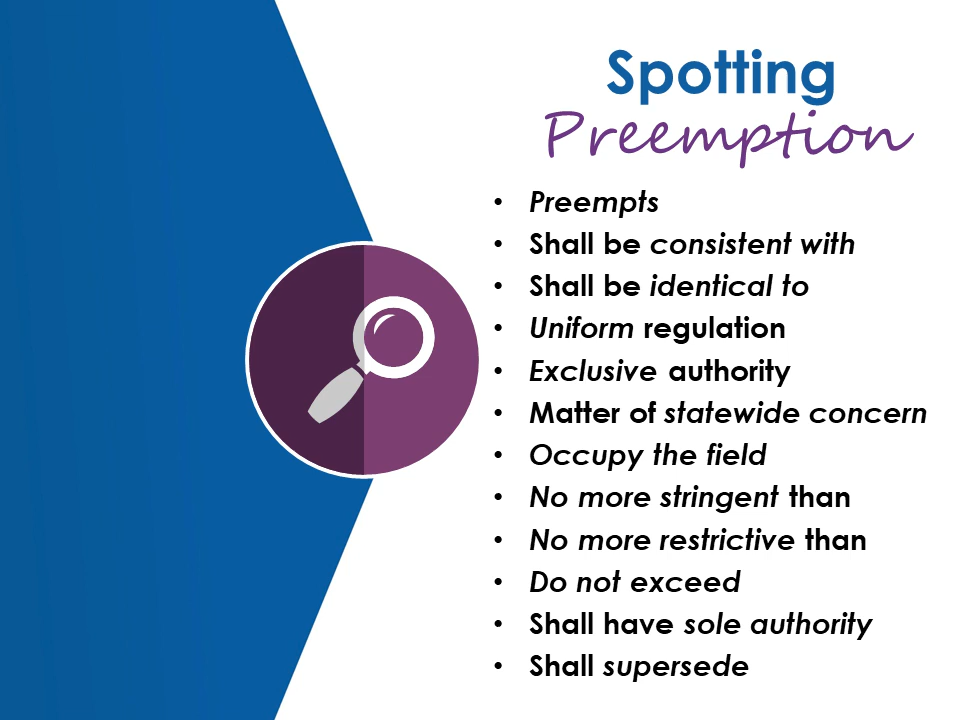 Spotting
Preemption
• Preempts
• Shall be consistent with
• Shall be identical to
• Uniform regulation
• Exclusive authority
• Matter of statewide concern
• Occupy the field
• No more stringent than
• No more restrictive than
• Do not exceed
• Shall have sole authority
• Shall supersede